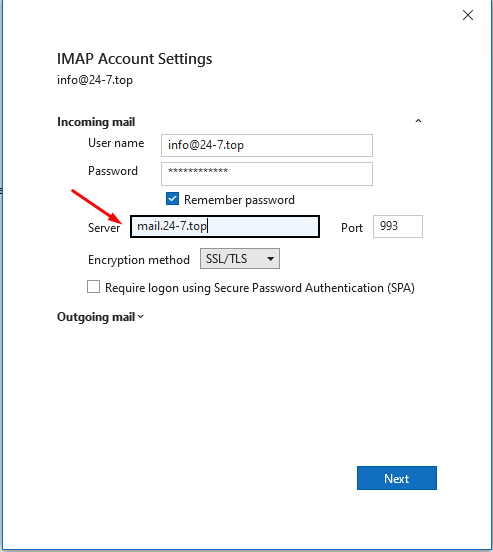 IMAP Account Settings
info@24-7.top
Incoming mail
User name info@24-7.top
Password ************
Remember password
Server mail.24-7.top Port 993
Encryption method SSL/TLS
Require logon using Secure Password Authentication (SPA)
Outgoing mail
Next